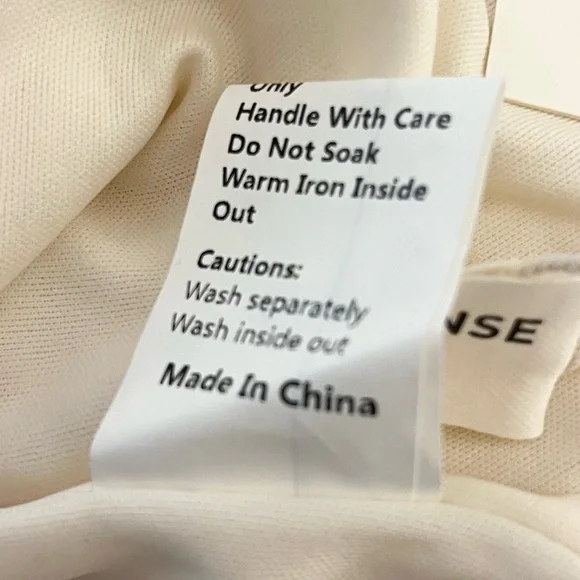 Only
Handle With Care
Do Not Soak
Warm Iron Inside
Out
Cautions:
Wash separately
Wash inside out
Made In China
NSE